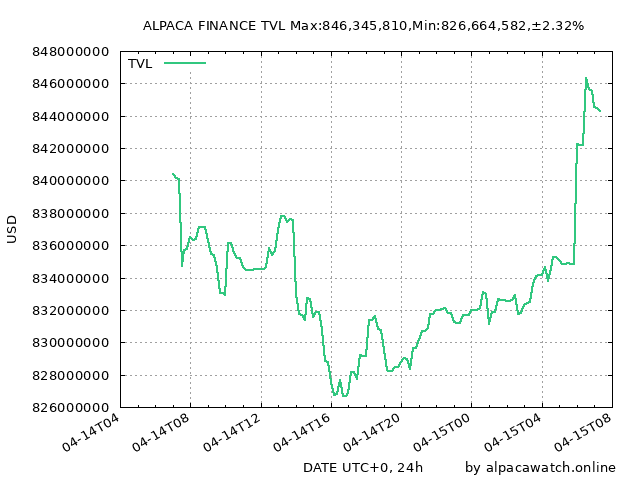 ALPACA FINANCE TVL Max:846,345,810,Min:826,664,582,±2.32%
848000000
TVL
846000000
844000000
842000000
840000000
838000000
836000000
834000000
832000000
830000000
828000000
826000000
USD
04-14T04
04-14T08
04-14T12
04-14T16
04-14T20
04-15T00
04-15T04
04-15T08
DATE UTC+0, 24h
by alpacawatch.online